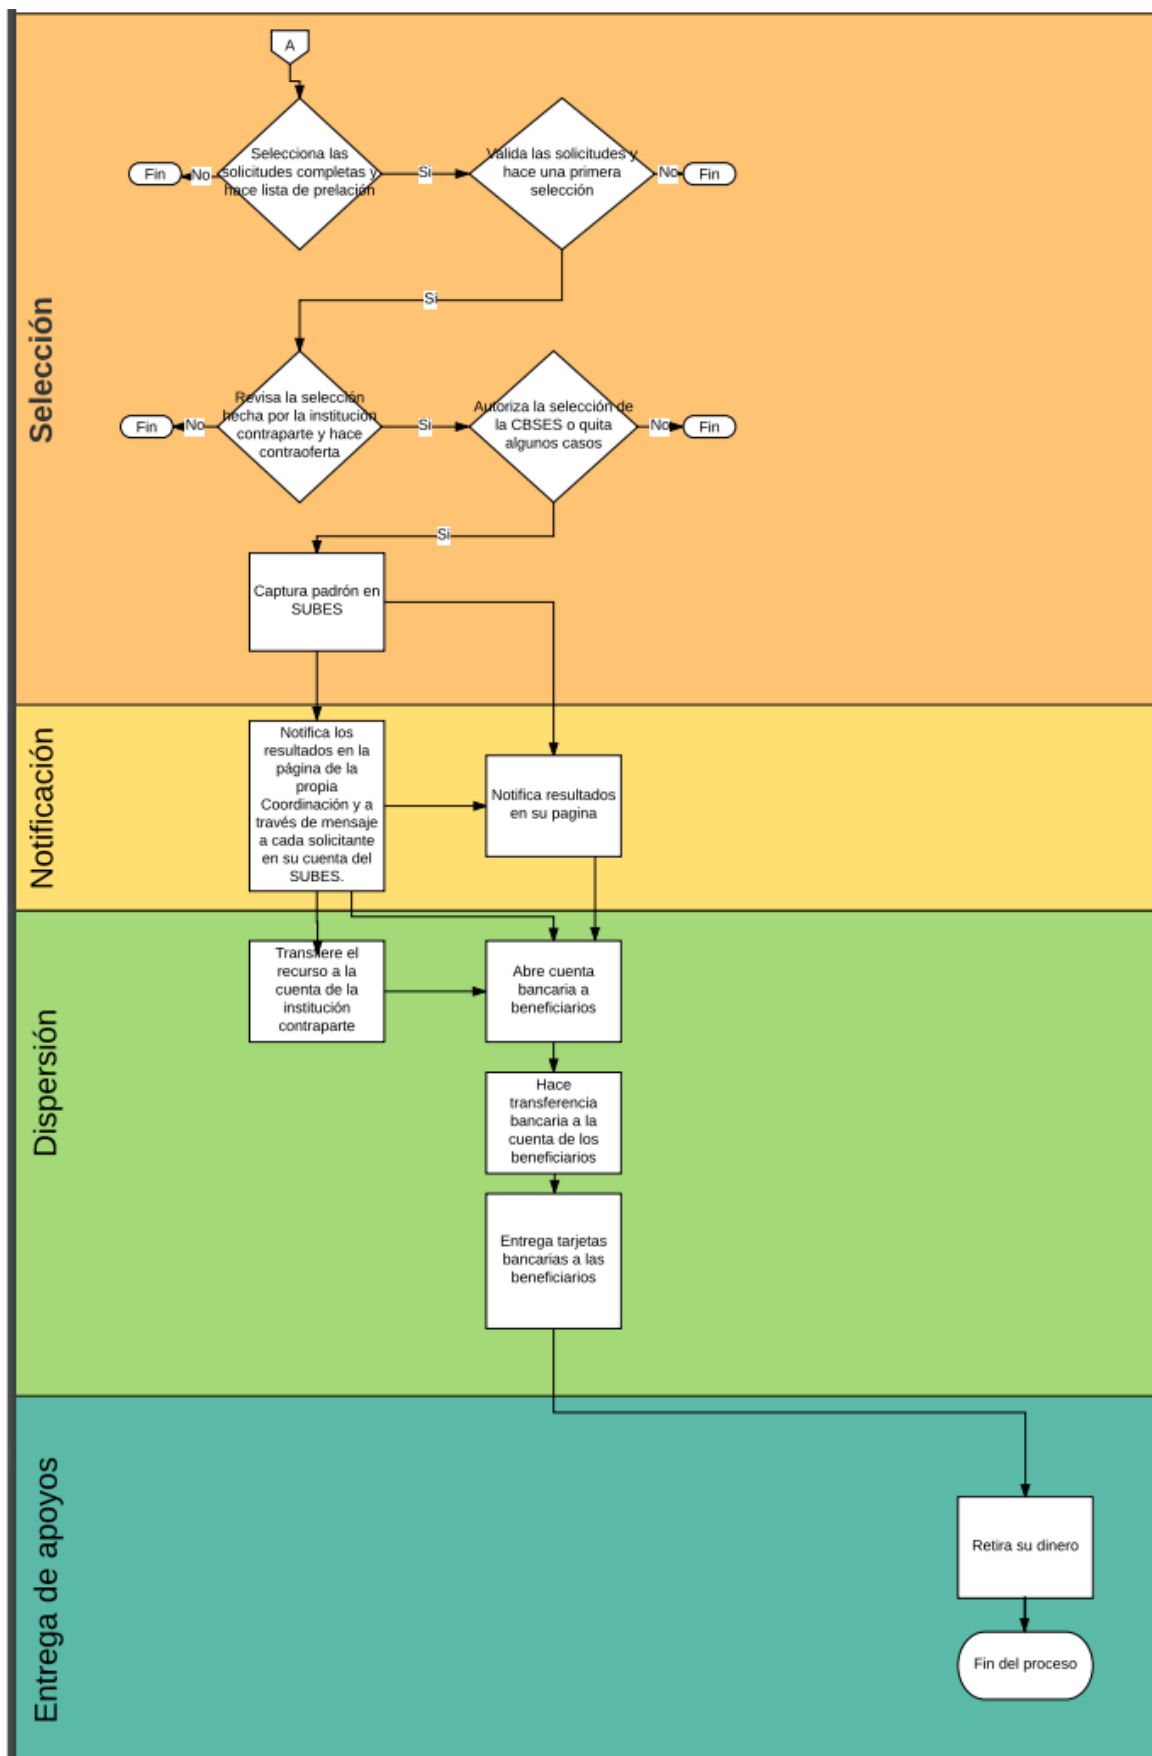 A
Selecciona las
solicitudes completas y
hace lista de prelación
Fin
No
Si
Valida las solicitudes y
hace una primera
selección
No
Fin
Si
Selección
Revisa la selección
hecha por la institución
contraparte y hace
contraoferta
Fin
No
Si
Autoriza la selección de
la CBSES o quita
algunos casos
No
Fin
Si
Captura padrón en
SUBES
Notificación
Notifica los
resultados en la
página de la
propia
Coordinación y a
través de mensaje
a cada solicitante
en su cuenta del
SUBES.
Notifica resultados
en su pagina
Dispersión
Transfiere el
recurso a la
cuenta de la
institución
contraparte
Abre cuenta
bancaria a
beneficiarios
Hace
transferencia
bancaria a la
cuenta de los
beneficiarios
Entrega tarjetas
bancarias a las
beneficiarios
Entrega de apoyos
Retira su dinero
Fin del proceso